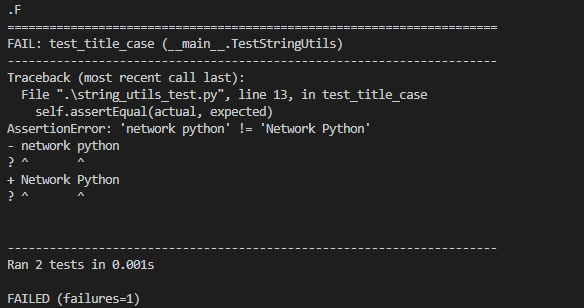 .F
======================================================================
FAIL: test_title_case (__main__.TestStringUtils)
----------------------------------------------------------------------
Traceback (most recent call last):
  File ".\string_utils_test.py", line 13, in test_title_case
    self.assertEqual(actual, expected)
AssertionError: 'network python' != 'Network Python'
- network python
? ^       ^
+ Network Python
? ^       ^
----------------------------------------------------------------------
Ran 2 tests in 0.001s
FAILED (failures=1)